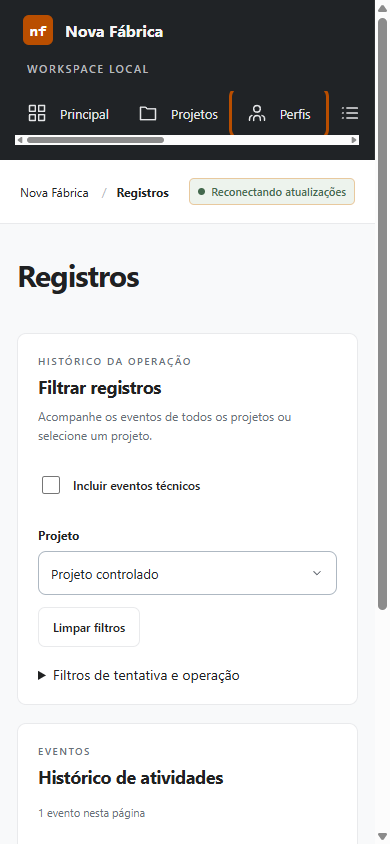 nf Nova Fábrica
WORKSPACE LOCAL
Principal Projetos Perfis
Nova Fábrica / Registros Reconectando atualizações
Registros
HISTÓRICO DA OPERAÇÃO
Filtrar registros
Acompanhe os eventos de todos os projetos ou
selecione um projeto.
Incluir eventos técnicos
Projeto
Projeto controlado
Limpar filtros
Filtros de tentativa e operação
EVENTOS
Histórico de atividades
1 evento nesta página